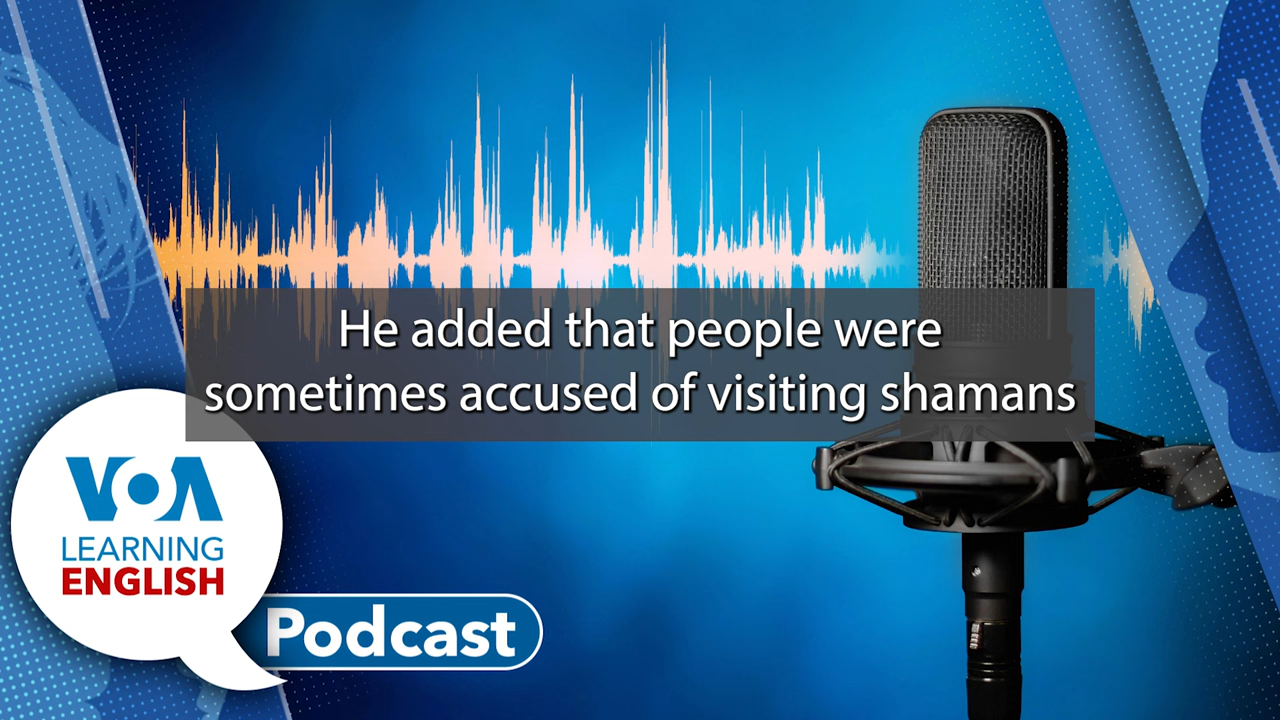 He added that people were
sometimes accused of visiting shamans
VOA
LEARNING
ENGLISH
Podcast